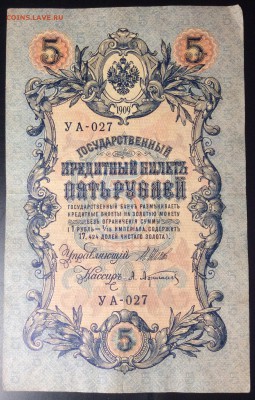 COINS.ЛАВЕ.RU
5 5
1909
УА-027
ГОСУДАРСТВЕННЫЙ
КРЕДИТНЫЙ БИЛЕТЪ
ПЯТЬ РУБЛЕЙ
ГОСУДАРСТВЕННЫЙ БАНКЪ РАЗМѢНИВАЕТЪ
КРЕДИТНЫЕ БИЛЕТЫ НА ЗОЛОТУЮ МОНЕТУ
БЕЗЪ ОГРАНИЧЕНІЯ СУММЫ
(1 РУБЛЬ = 1/15 ИМПЕРІАЛА, СОДЕРЖИТЪ
17,424 ДОЛЕЙ ЧИСТАГО ЗОЛОТА).
Управляющій
Кассиръ
УА-027
5 5